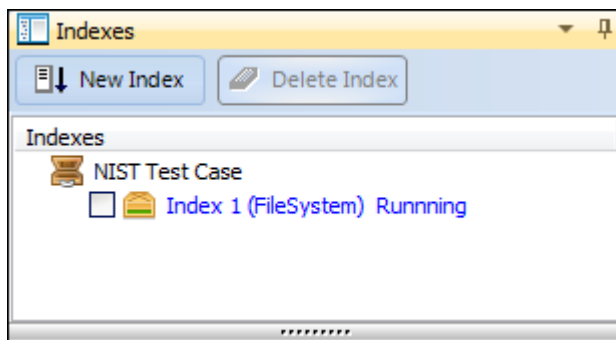 Indexes
New Index Delete Index
Indexes
NIST Test Case
Index 1 (FileSystem) Runnning